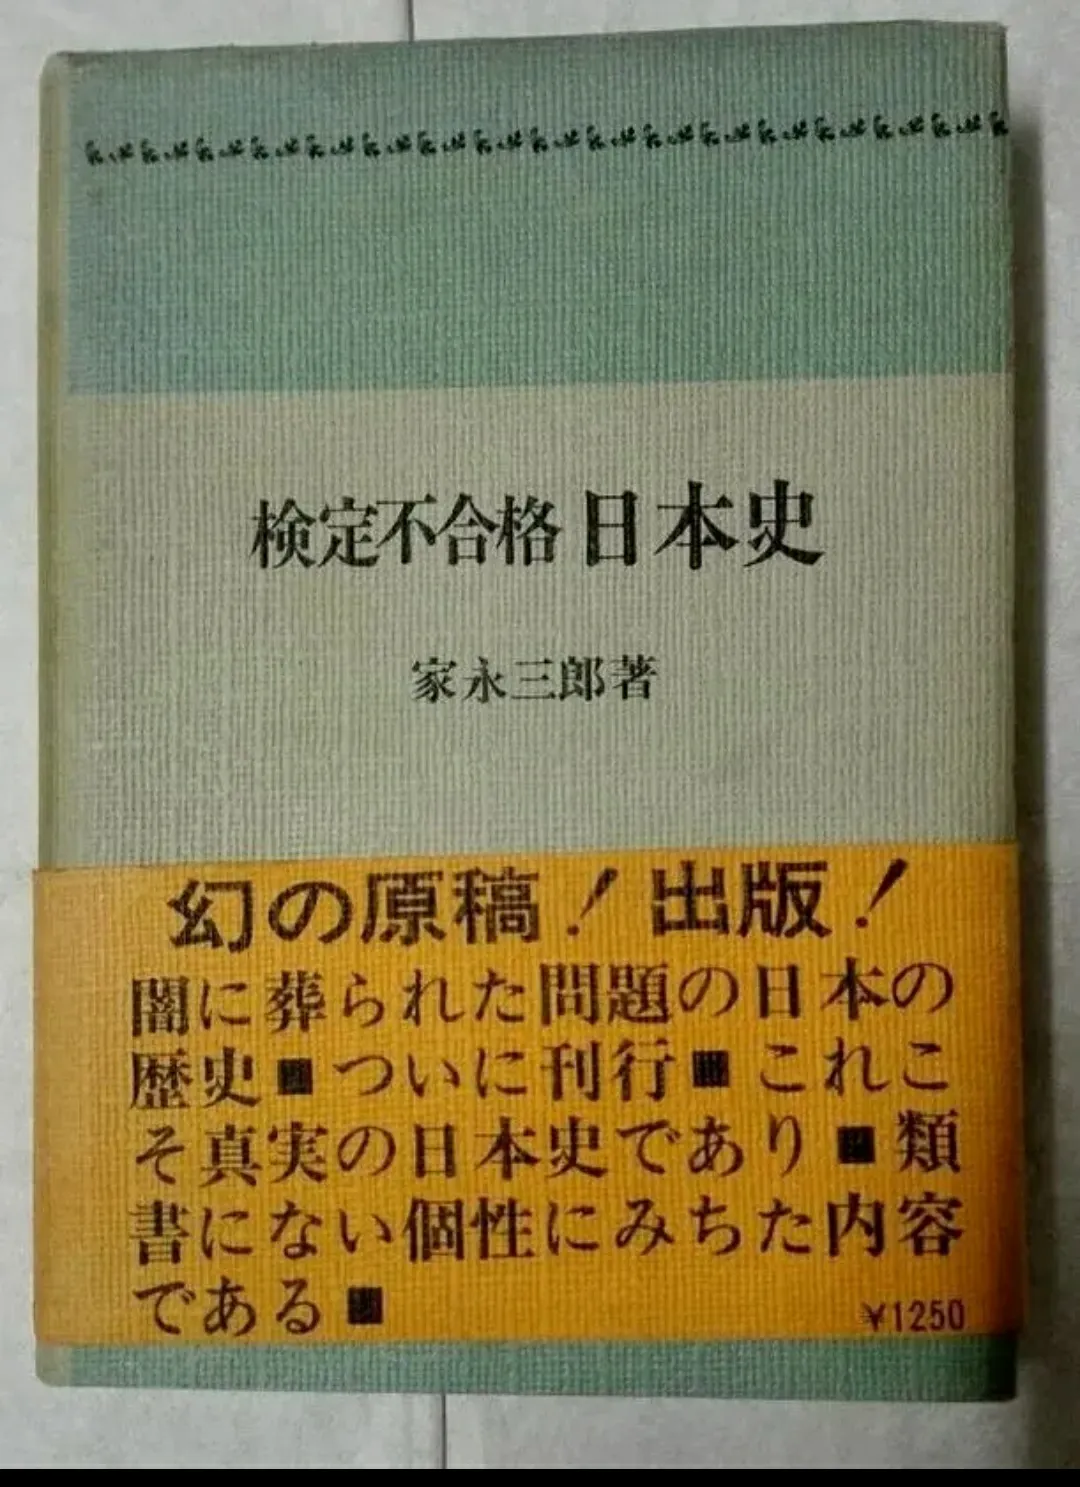 検定不合格日本史
家永三郎著
幻の原稿!出版!
闇に葬られた問題の日本の
歴史■ついに刊行■これこ
そ真実の日本史であり■類
書にない個性にみちた内容
である■
¥1250